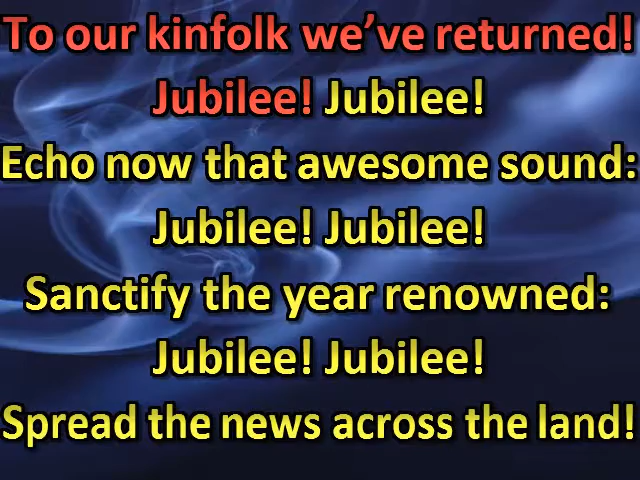 To our kinfolk we’ve returned!
Jubilee! Jubilee!
Echo now that awesome sound:
Jubilee! Jubilee!
Sanctify the year renowned:
Jubilee! Jubilee!
Spread the news across the land!